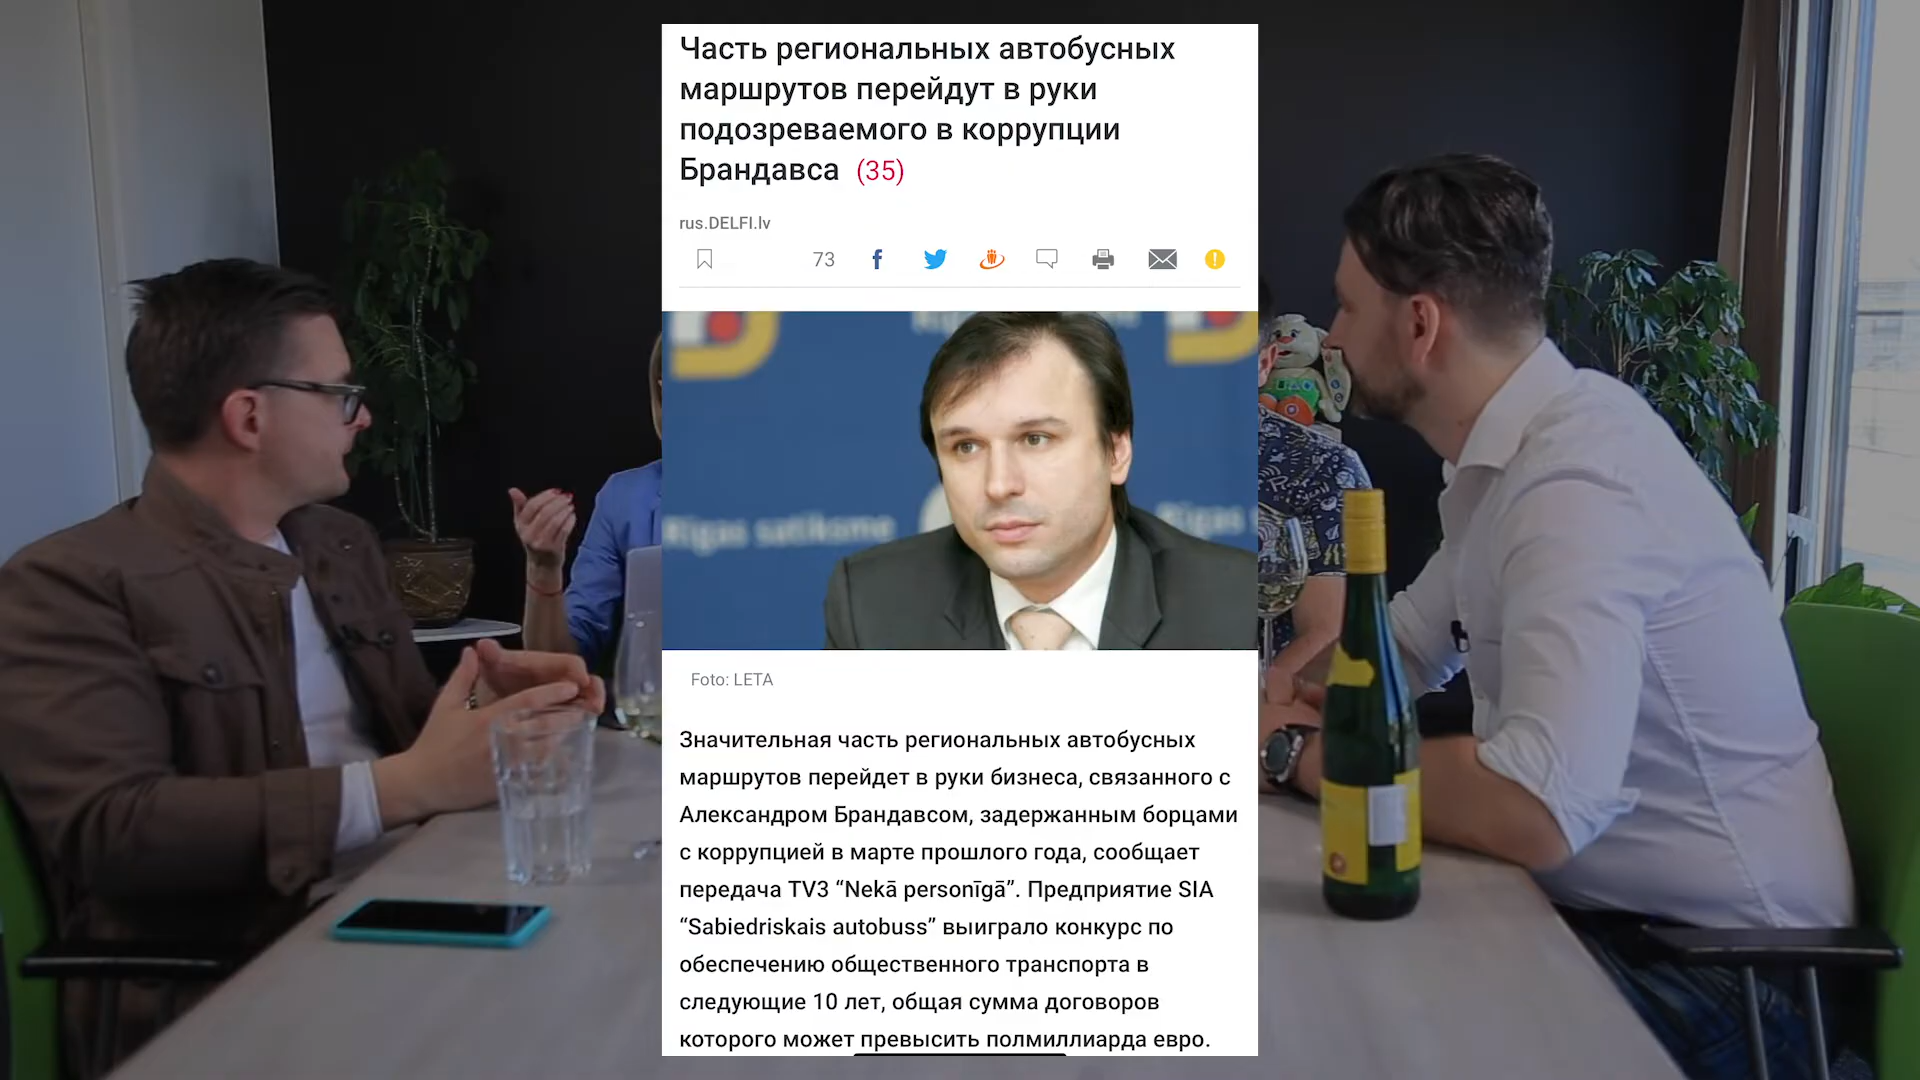 Часть региональных автобусных
маршрутов перейдут в руки
подозреваемого в коррупции
Брандавса (35)
rus.DELFI.lv
73
Rīgas satiksme
Rīgas
Foto: LETA
Значительная часть региональных автобусных
маршрутов перейдет в руки бизнеса, связанного с
Александром Брандавсом, задержанным борцами
с коррупцией в марте прошлого года, сообщает
передача TV3 “Nekā personīgā”. Предприятие SIA
“Sabiedriskais autobuss” выиграло конкурс по
обеспечению общественного транспорта в
следующие 10 лет, общая сумма договоров
которого может превысить полмиллиарда евро.